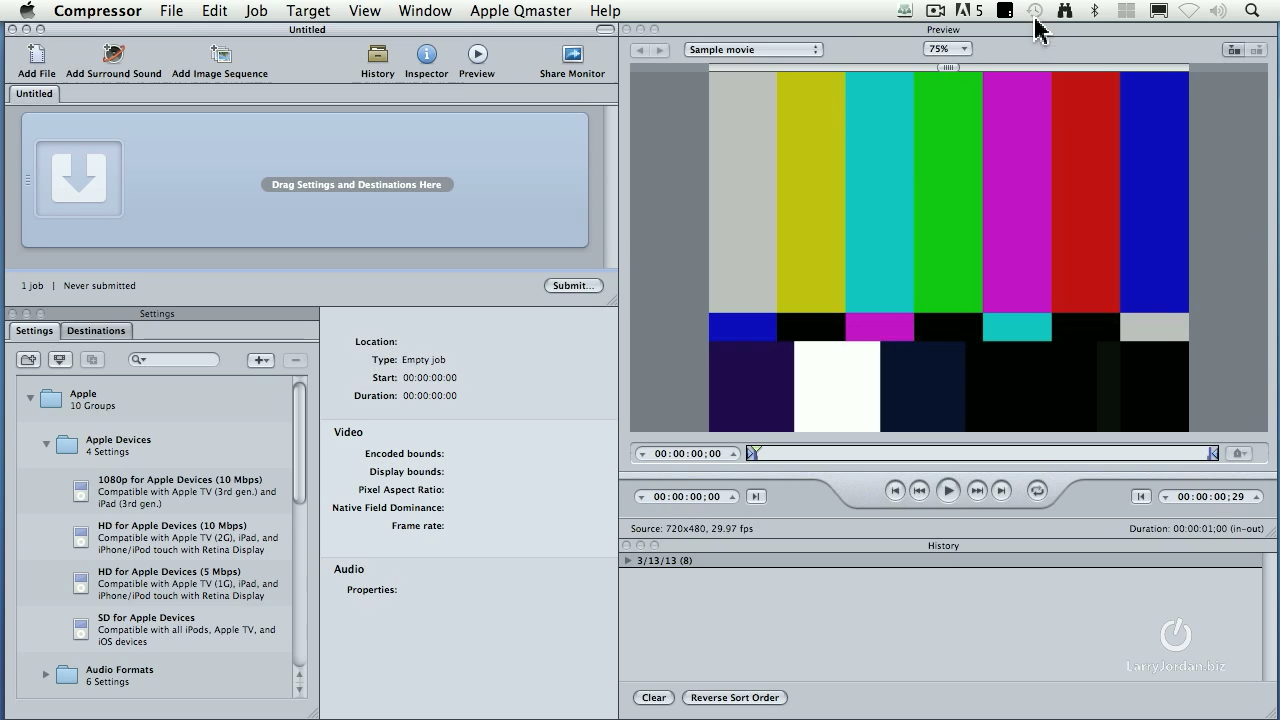 Compressor File Edit Job Target View Window Apple Qmaster Help 5
Untitled
Add File Add Surround Sound Add Image Sequence History Inspector Preview Share Monitor
Untitled
Drag Settings and Destinations Here
1 job | Never submitted Submit...
Settings
Settings Destinations
Apple
10 Groups
Apple Devices
4 Settings
1080p for Apple Devices (10 Mbps)
Compatible with Apple TV (3rd gen.) and
iPad (3rd gen.)
HD for Apple Devices (10 Mbps)
Compatible with Apple TV (2G), iPad, and
iPhone/iPod touch with Retina Display
HD for Apple Devices (5 Mbps)
Compatible with Apple TV (1G), iPad, and
iPhone/iPod touch with Retina Display
SD for Apple Devices
Compatible with all iPods, Apple TV, and
iOS devices
Audio Formats
6 Settings
Location:
Type: Empty job
Start: 00:00:00:00
Duration: 00:00:00:00
Video
Encoded bounds:
Display bounds:
Pixel Aspect Ratio:
Native Field Dominance:
Frame rate:
Audio
Properties:
Preview
Sample movie 75%
00:00:00;00
00:00:00;00 00:00:00;29
Source: 720x480, 29.97 fps Duration: 00:00:01;00 (in-out)
History
3/13/13 (8)
LarryJordan.biz
Clear Reverse Sort Order